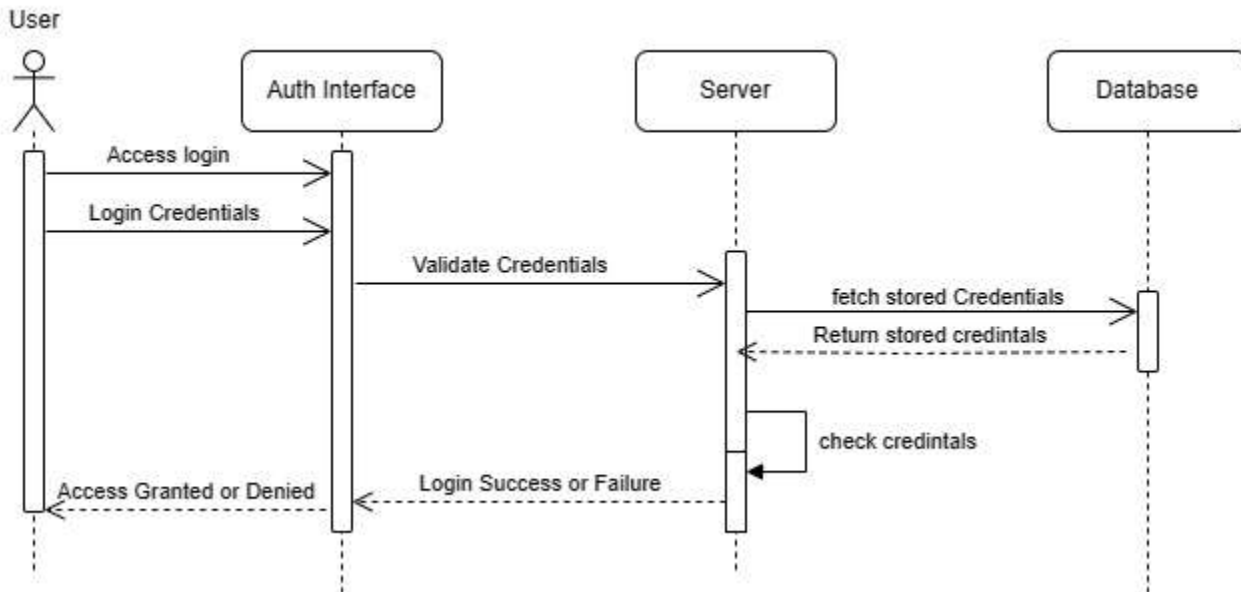 User
Auth Interface
Server
Database
Access login
Login Credentials
Validate Credentials
fetch stored Credentials
Return stored credintals
check credintals
Login Success or Failure
Access Granted or Denied